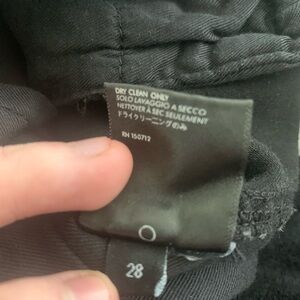 DRY CLEAN ONLY
SOLO LAVAGGIO A SECCO
NETTOYER À SEC SEULEMENT
ドライクリーニングのみ
RN 150712
28